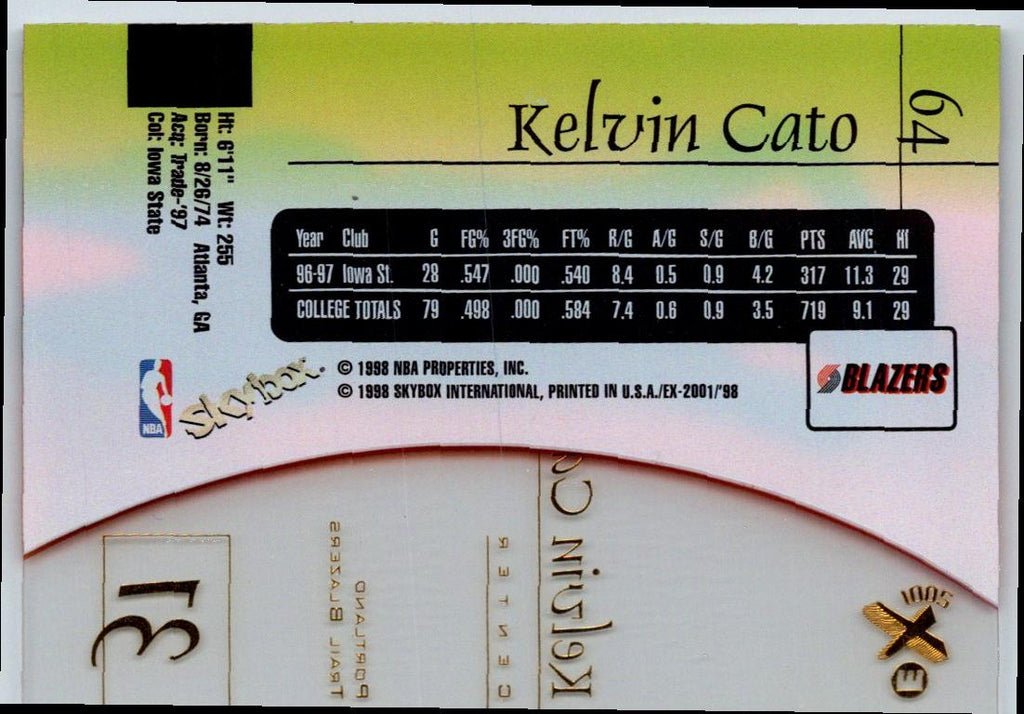 64
Kelvin Cato
Ht: 6'11" Wt: 255
Born: 8/26/74 Atlanta, GA
Acq: Trade-'97
Col: Iowa State
Year Club G FG% 3FG% FT% R/G A/G S/G B/G PTS AVG HI
96-97 Iowa St. 28 .547 .000 .540 8.4 0.5 0.9 4.2 317 11.3 29
COLLEGE TOTALS 79 .498 .000 .584 7.4 0.6 0.9 3.5 719 9.1 29
BLAZERS
NBA
SkyBox
© 1998 NBA PROPERTIES, INC.
© 1998 SKYBOX INTERNATIONAL, PRINTED IN U.S.A./EX-2001/'98
31
PORTLAND
TRAIL BLAZERS
CENTER
Kelvin Ca
E X
2001